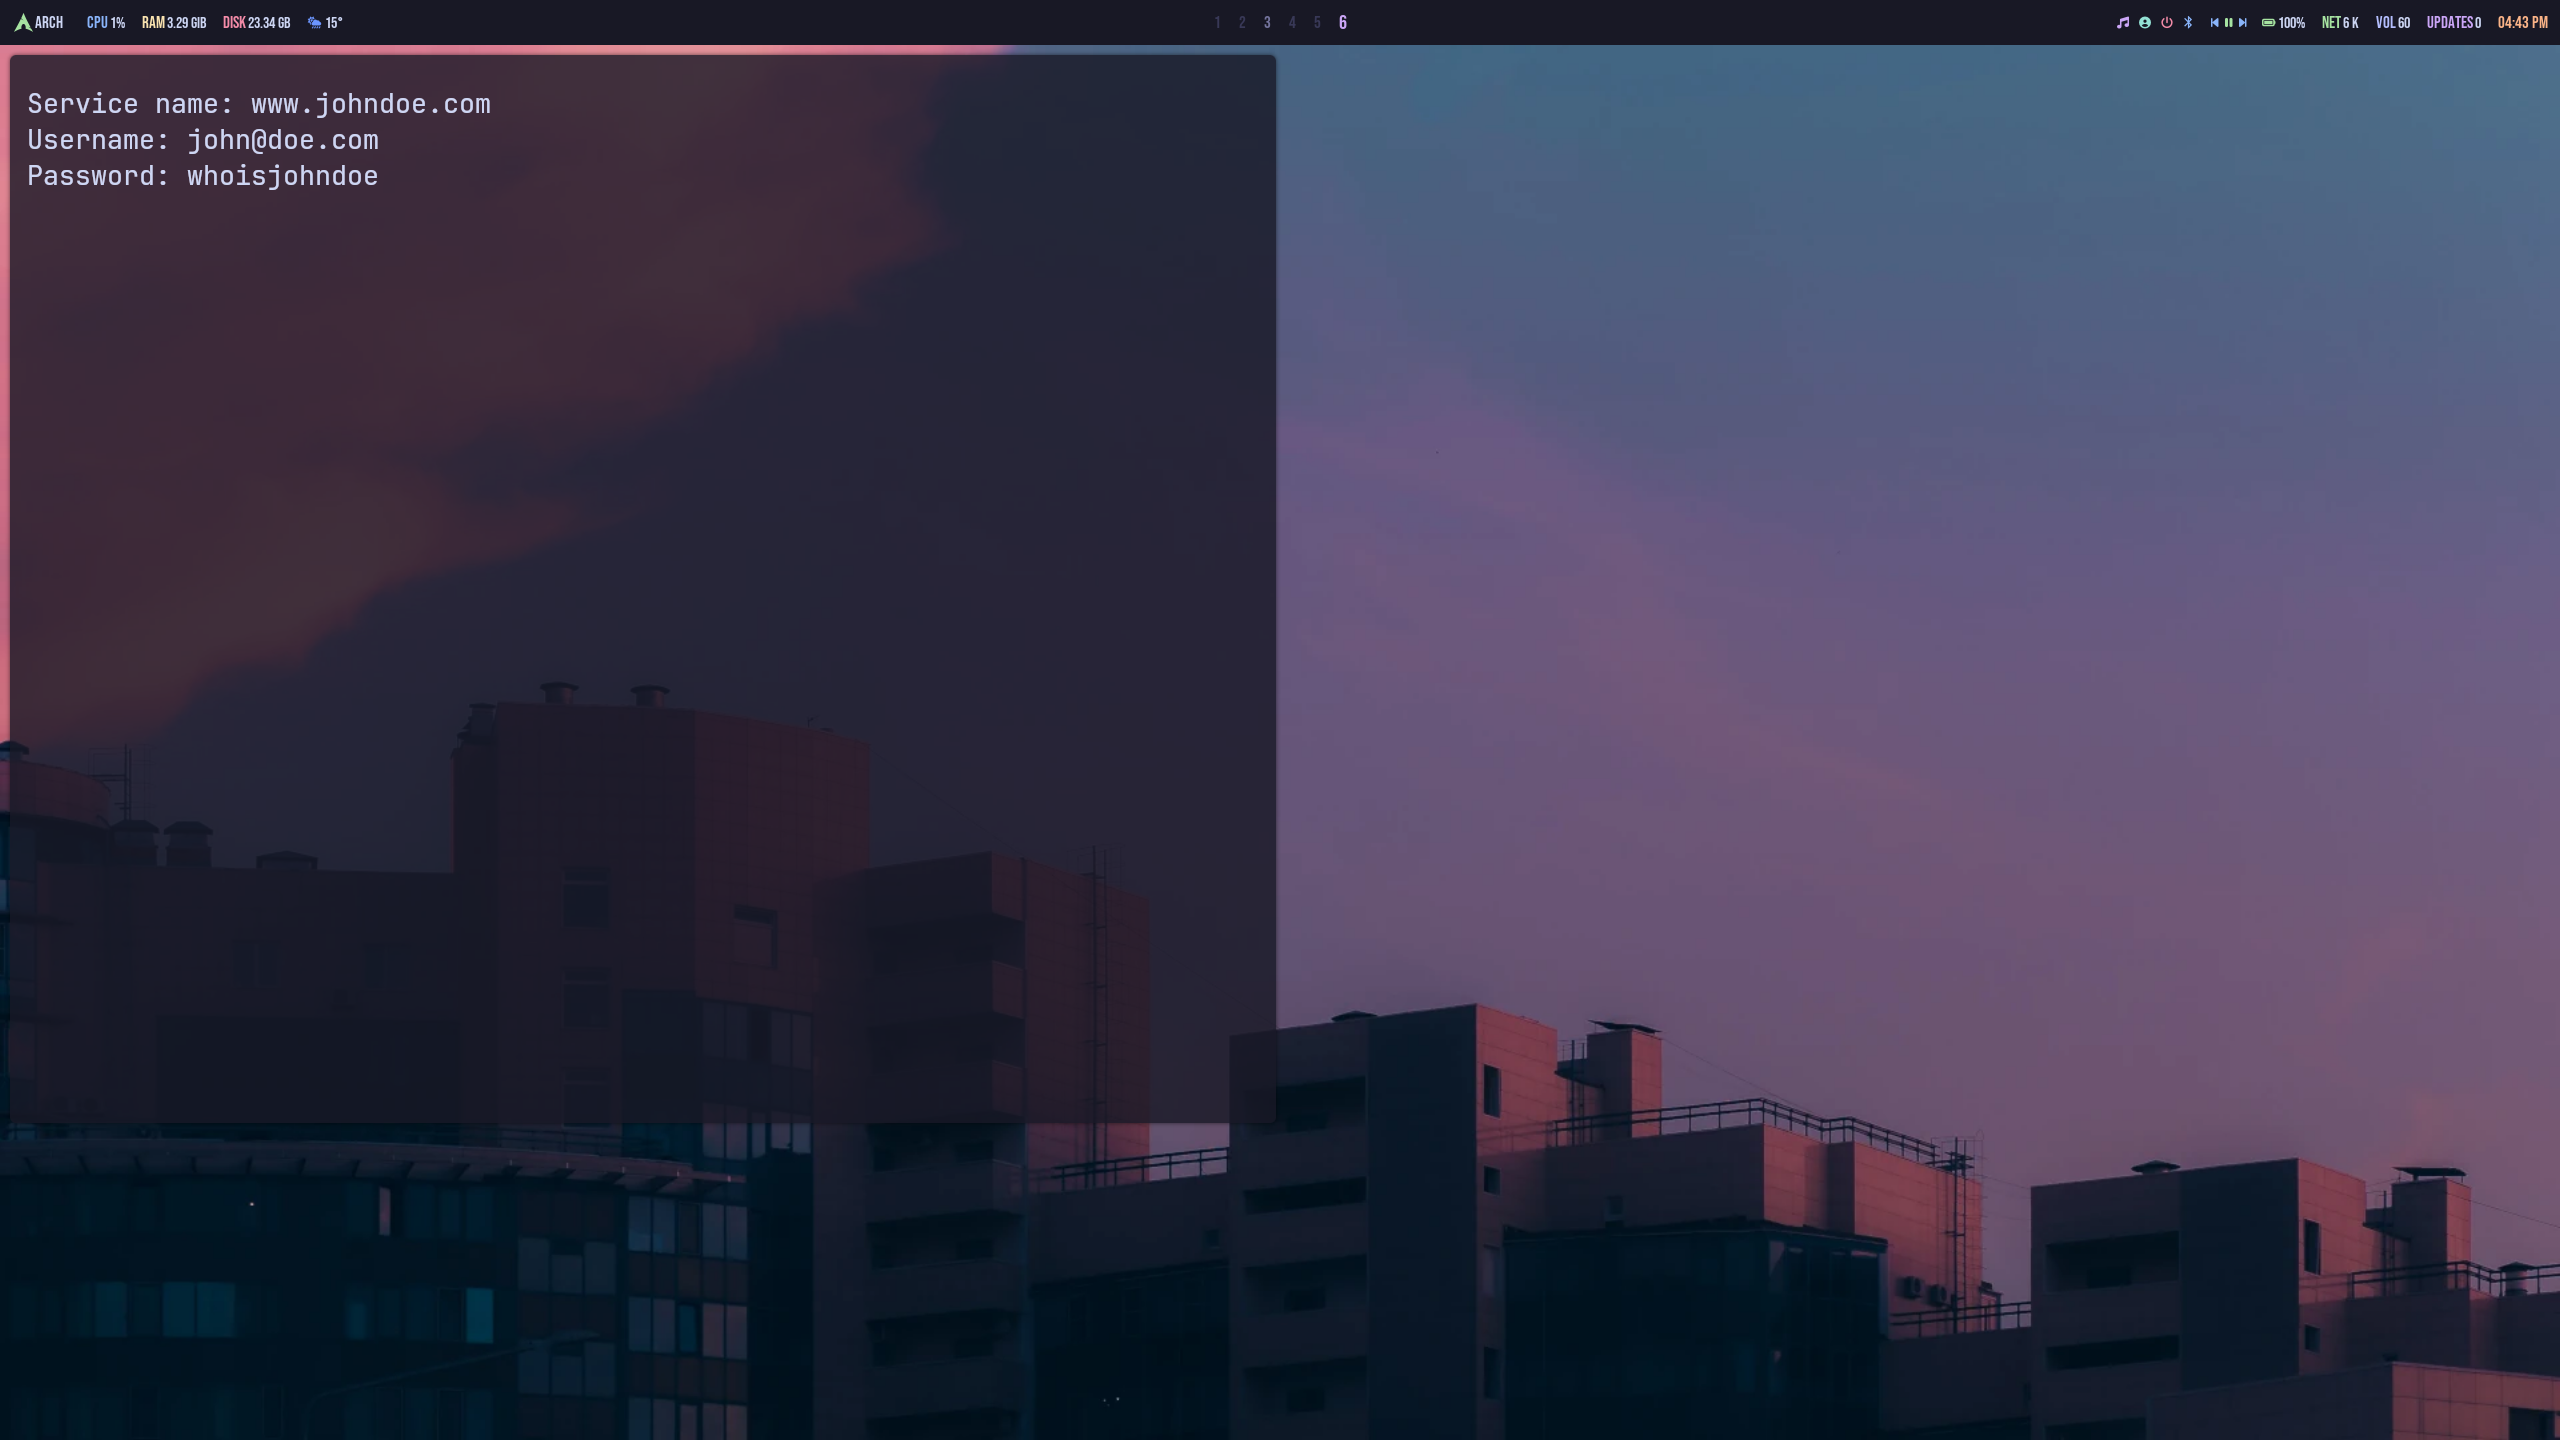 ARCH CPU 1% RAM 3.29 GIB DISK 23.34 GB 15° 1 2 3 4 5 6 100% NET 6 K VOL 60 UPDATES 0 04:43 PM
Service name: www.johndoe.com
Username: john@doe.com
Password: whoisjohndoe